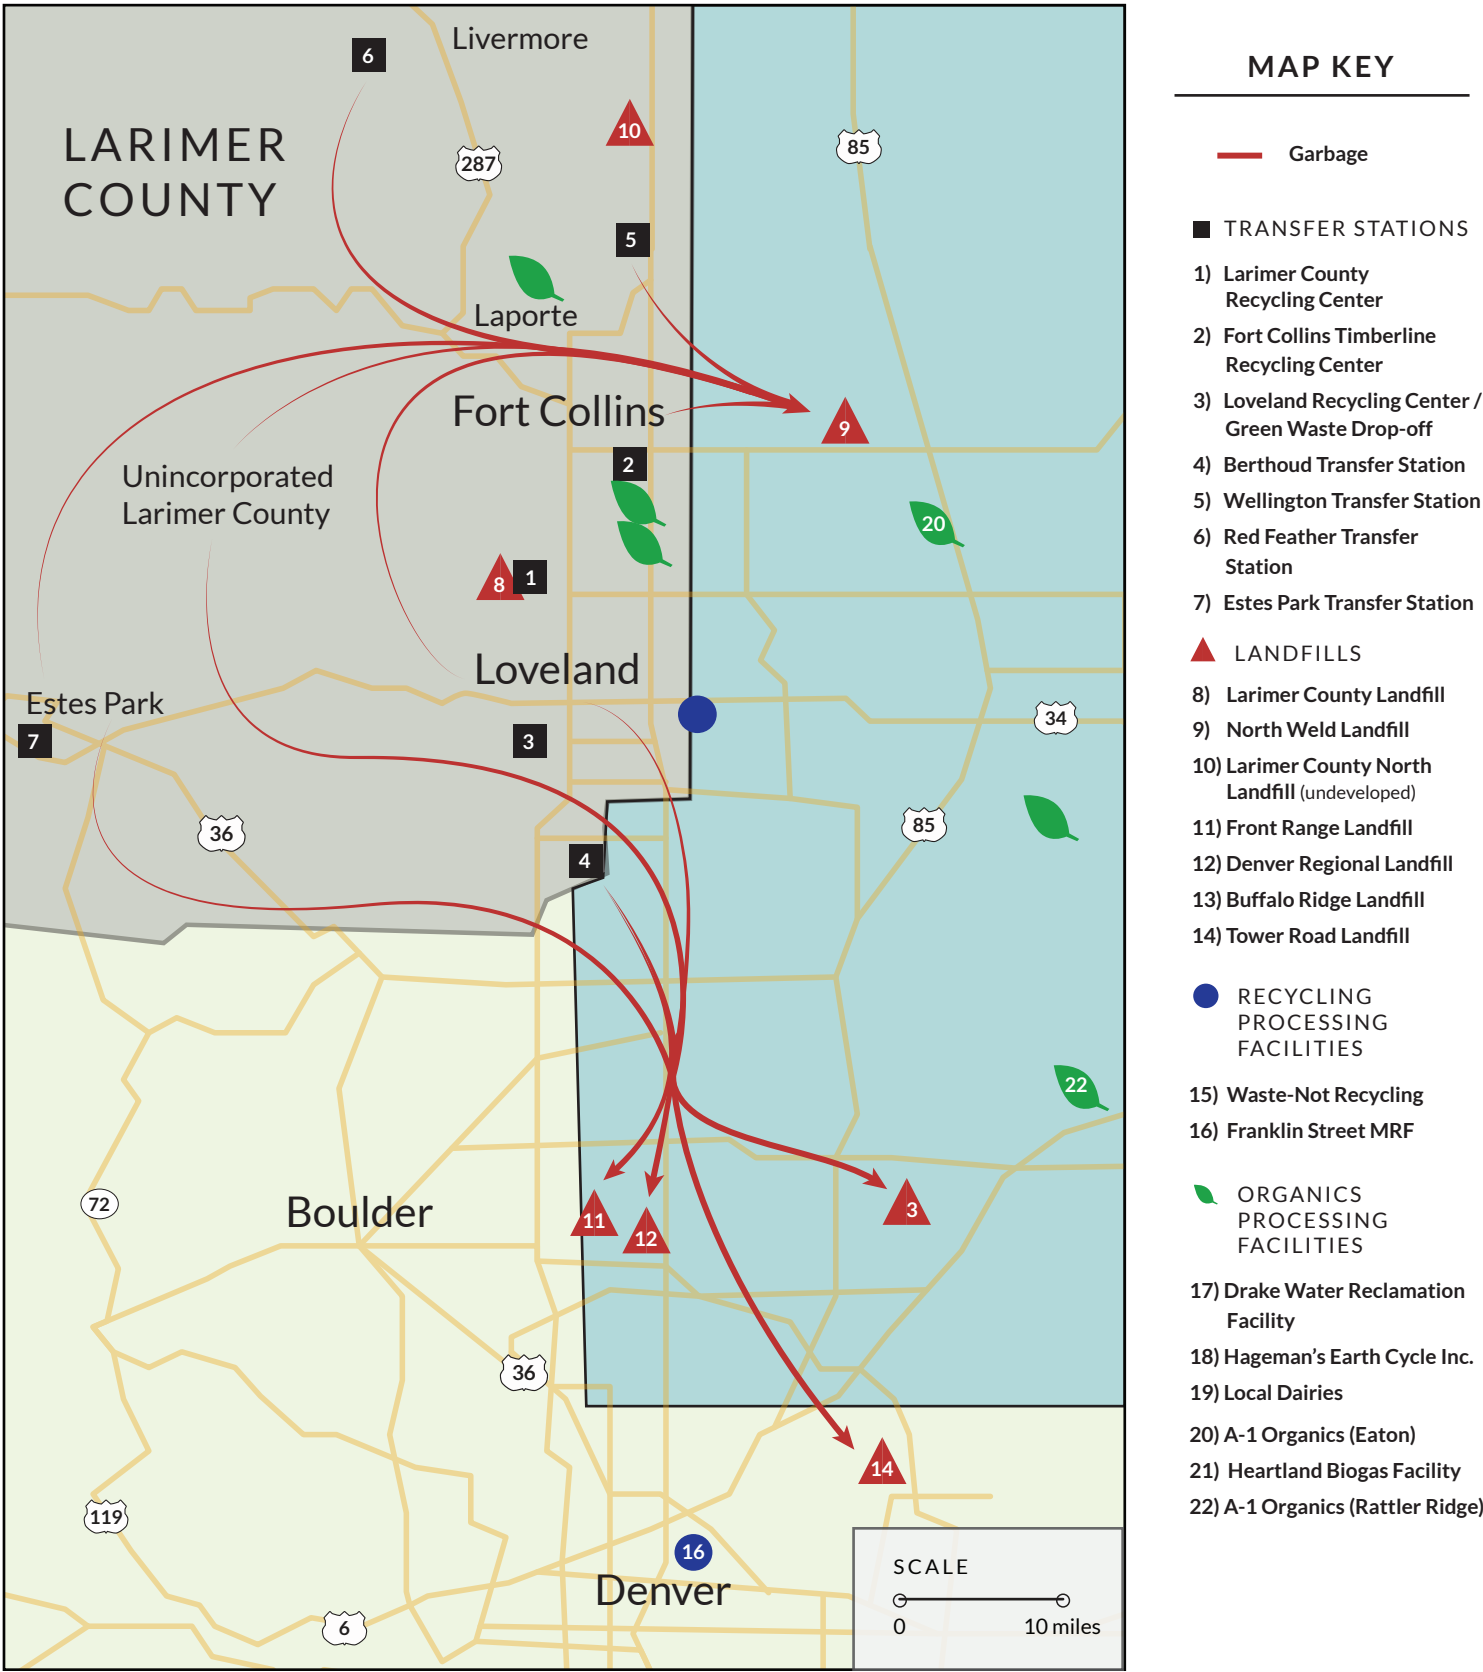 Livermore
6
10
LARIMER
COUNTY
287
85
5
Laporte
Fort Collins
9
2
Unincorporated
Larimer County
20
8
1
Loveland
Estes Park
34
7
3
36
85
4
22
72
Boulder
11
12
3
36
14
119
16
Denver
6
SCALE
0
10 miles
MAP KEY
Garbage
TRANSFER STATIONS
1) Larimer County
Recycling Center
2) Fort Collins Timberline
Recycling Center
3) Loveland Recycling Center /
Green Waste Drop-off
4) Berthoud Transfer Station
5) Wellington Transfer Station
6) Red Feather Transfer
Station
7) Estes Park Transfer Station
LANDFILLS
8) Larimer County Landfill
9) North Weld Landfill
10) Larimer County North
Landfill (undeveloped)
11) Front Range Landfill
12) Denver Regional Landfill
13) Buffalo Ridge Landfill
14) Tower Road Landfill
RECYCLING
PROCESSING
FACILITIES
15) Waste-Not Recycling
16) Franklin Street MRF
ORGANICS
PROCESSING
FACILITIES
17) Drake Water Reclamation
Facility
18) Hageman's Earth Cycle Inc.
19) Local Dairies
20) A-1 Organics (Eaton)
21) Heartland Biogas Facility
22) A-1 Organics (Rattler Ridge)